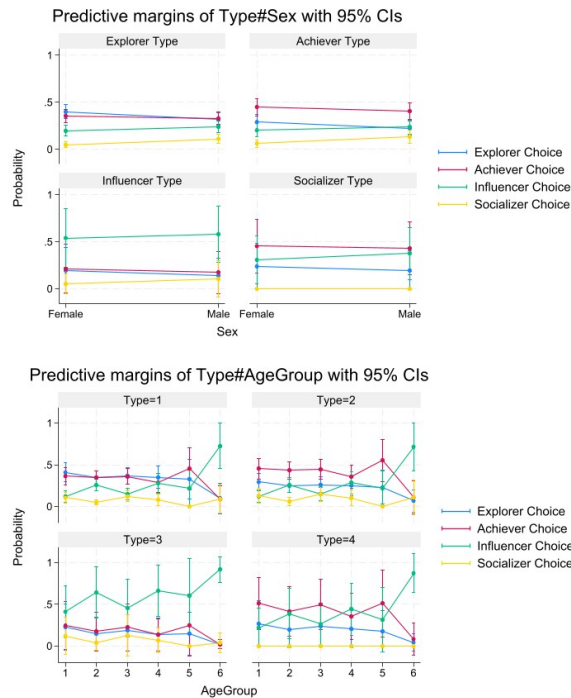 Predictive margins of Type#Sex with 95% CIs
Explorer Type Achiever Type
1
.5
0
Influencer Type Socializer Type
1
.5
0
Female Male Female Male
Sex
Probability
Explorer Choice
Achiever Choice
Influencer Choice
Socializer Choice
Predictive margins of Type#AgeGroup with 95% CIs
Type=1 Type=2
1
.5
0
Type=3 Type=4
1
.5
0
1 2 3 4 5 6 1 2 3 4 5 6
AgeGroup
Probability
Explorer Choice
Achiever Choice
Influencer Choice
Socializer Choice